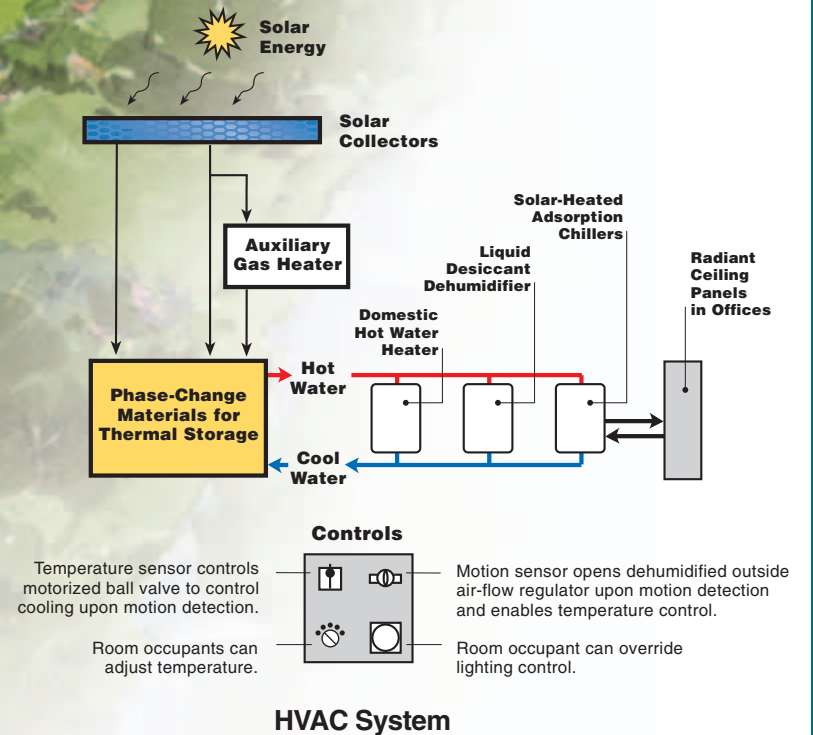 Solar
Energy
Solar
Collectors
Auxiliary
Gas Heater
Solar-Heated
Adsorption
Chillers
Liquid
Desiccant
Dehumidifier
Domestic
Hot Water
Heater
Radiant
Ceiling
Panels
in Offices
Phase-Change
Materials for
Thermal Storage
Hot
Water
Cool
Water
Controls
Temperature sensor controls
motorized ball valve to control
cooling upon motion detection.
Motion sensor opens dehumidified outside
air-flow regulator upon motion detection
and enables temperature control.
Room occupants can
adjust temperature.
Room occupant can override
lighting control.
HVAC System